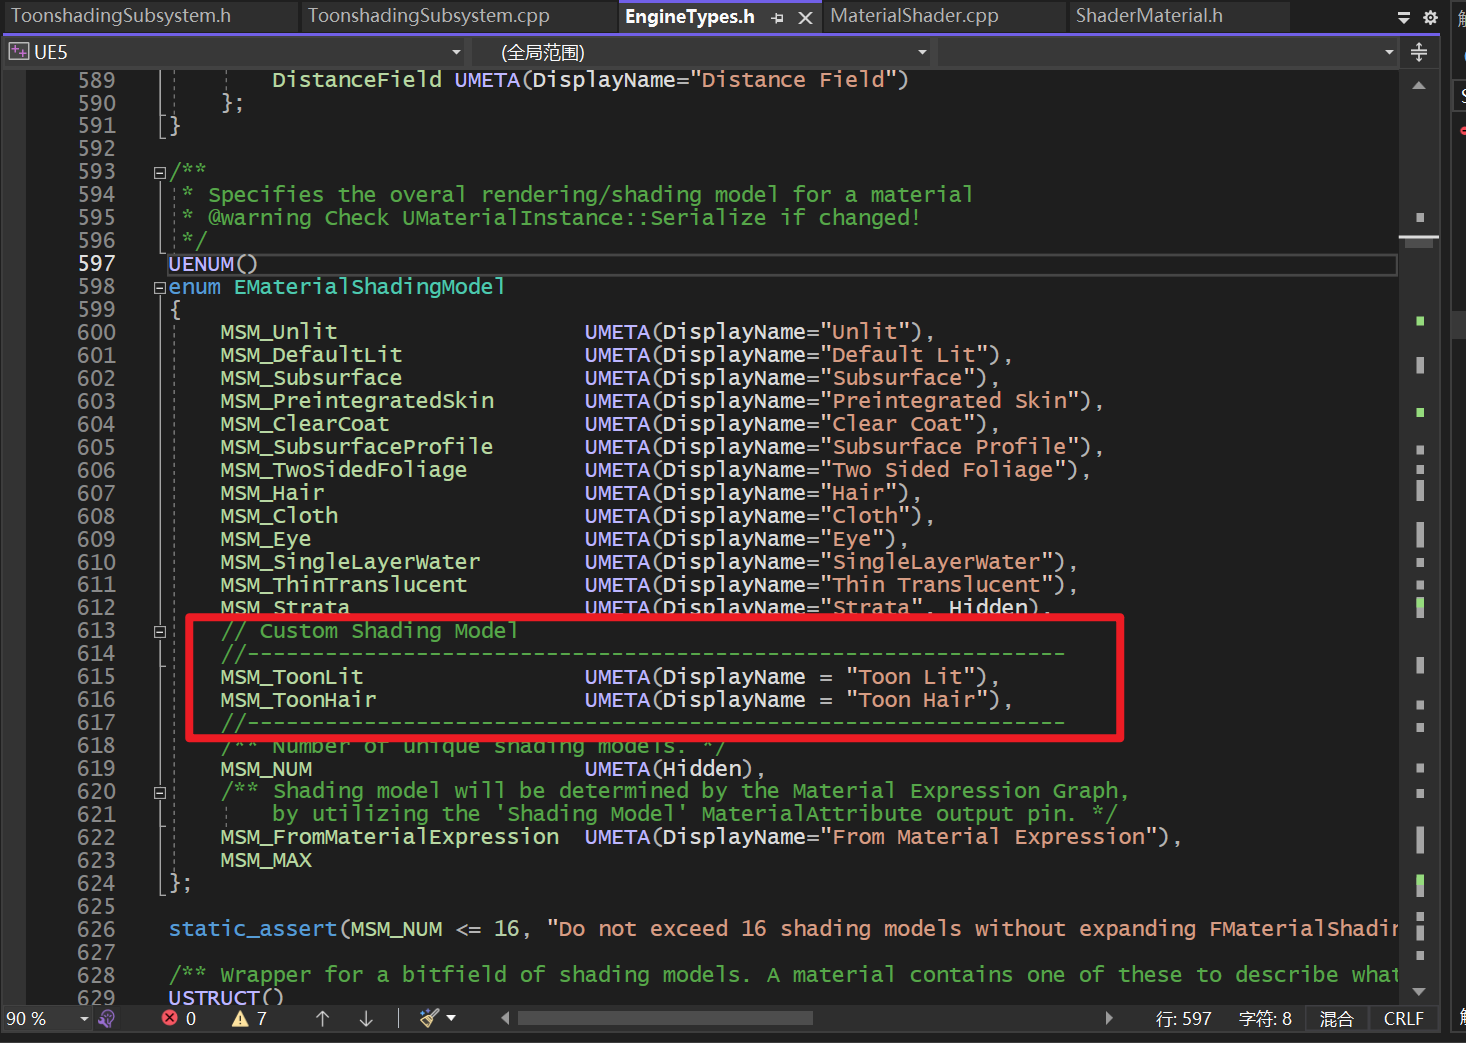 ToonshadingSubsystem.h ToonshadingSubsystem.cpp EngineTypes.h MaterialShader.cpp ShaderMaterial.h
UE5 (全局范围)
589 DistanceField UMETA(DisplayName="Distance Field")
590 };
591 }
592
593 /**
594 * Specifies the overal rendering/shading model for a material
595 * @warning Check UMaterialInstance::Serialize if changed!
596 */
597 UENUM()
598 enum EMaterialShadingModel
599 {
600 MSM_Unlit UMETA(DisplayName="Unlit"),
601 MSM_DefaultLit UMETA(DisplayName="Default Lit"),
602 MSM_Subsurface UMETA(DisplayName="Subsurface"),
603 MSM_PreintegratedSkin UMETA(DisplayName="Preintegrated Skin"),
604 MSM_ClearCoat UMETA(DisplayName="Clear Coat"),
605 MSM_SubsurfaceProfile UMETA(DisplayName="Subsurface Profile"),
606 MSM_TwoSidedFoliage UMETA(DisplayName="Two Sided Foliage"),
607 MSM_Hair UMETA(DisplayName="Hair"),
608 MSM_Cloth UMETA(DisplayName="Cloth"),
609 MSM_Eye UMETA(DisplayName="Eye"),
610 MSM_SingleLayerWater UMETA(DisplayName="SingleLayerWater"),
611 MSM_ThinTranslucent UMETA(DisplayName="Thin Translucent"),
612 MSM_Strata UMETA(DisplayName="Strata", Hidden),
613 // Custom Shading Model
614 //---------------------------------------------------------------
615 MSM_ToonLit UMETA(DisplayName = "Toon Lit"),
616 MSM_ToonHair UMETA(DisplayName = "Toon Hair"),
617 //---------------------------------------------------------------
618 /** Number of unique shading models. */
619 MSM_NUM UMETA(Hidden),
620 /** Shading model will be determined by the Material Expression Graph,
621 by utilizing the 'Shading Model' MaterialAttribute output pin. */
622 MSM_FromMaterialExpression UMETA(DisplayName="From Material Expression"),
623 MSM_MAX
624 };
625
626 static_assert(MSM_NUM <= 16, "Do not exceed 16 shading models without expanding FMaterialShadin
627
628 /** Wrapper for a bitfield of shading models. A material contains one of these to describe what
629 USTRUCT()
90 % 0 7 行: 597 字符: 8 混合 CRLF